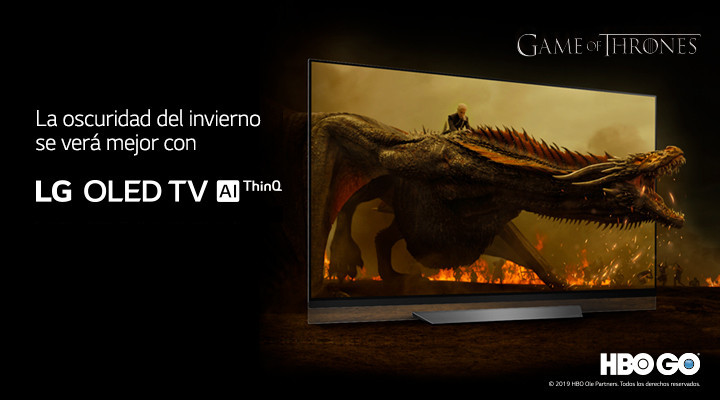 GAME OF THRONES
La oscuridad del invierno
se verá mejor con
LG OLED TV AI ThinQ
HBO GO
© 2019 HBO Ole Partners. Todos los derechos reservados.